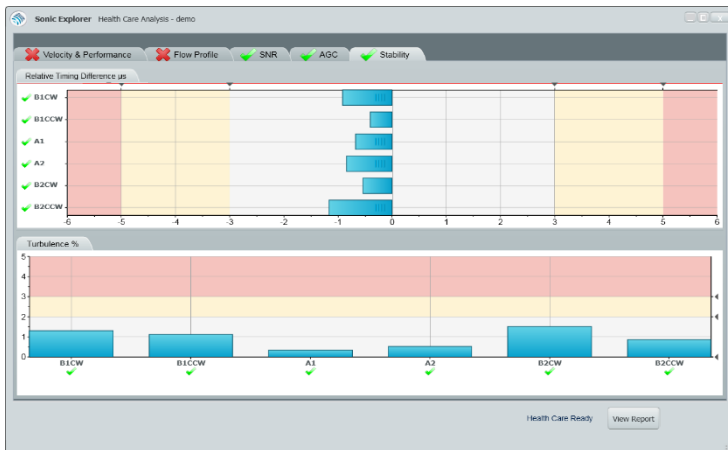 Sonic Explorer Health Care Analysis - demo
Velocity & Performance Flow Profile SNR AGC Stability
Relative Timing Difference µs
B1CW
B1CCW
A1
A2
B2CW
B2CCW
-6 -5 -4 -3 -2 -1 0 1 2 3 4 5 6
Turbulence %
5
4
3
2
1
0
B1CW B1CCW A1 A2 B2CW B2CCW
Health Care Ready View Report